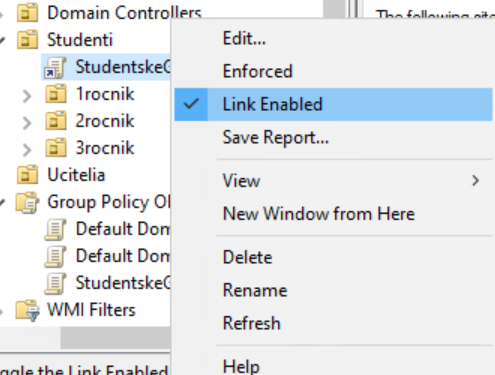 Domain Controllers
The following site
Studenti
Edit...
StudentskeG
Enforced
1rocnik
Link Enabled
2rocnik
Save Report...
3rocnik
Ucitelia
View
Group Policy Ob
New Window from Here
Default Dom
Default Dom
Delete
StudentskeG
Rename
WMI Filters
Refresh
Help
ggle the Link Enabled